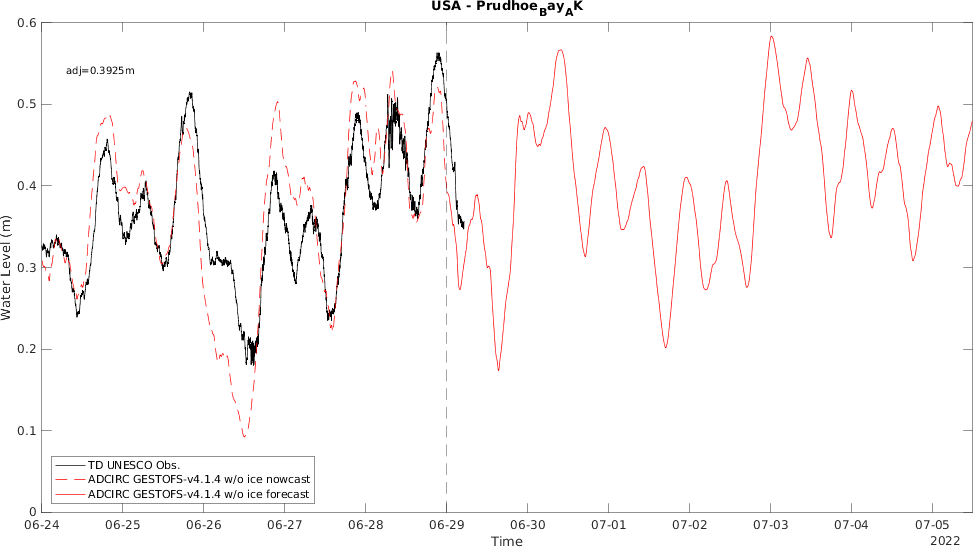 USA - Prudhoe_Bay_AK
adj=0.3925m
0.6
0.5
0.4
0.3
0.2
0.1
0
Water Level (m)
TD UNESCO Obs.
ADCIRC GESTOFS-v4.1.4 w/o ice nowcast
ADCIRC GESTOFS-v4.1.4 w/o ice forecast
06-24 06-25 06-26 06-27 06-28 06-29 06-30 07-01 07-02 07-03 07-04 07-05
Time
2022